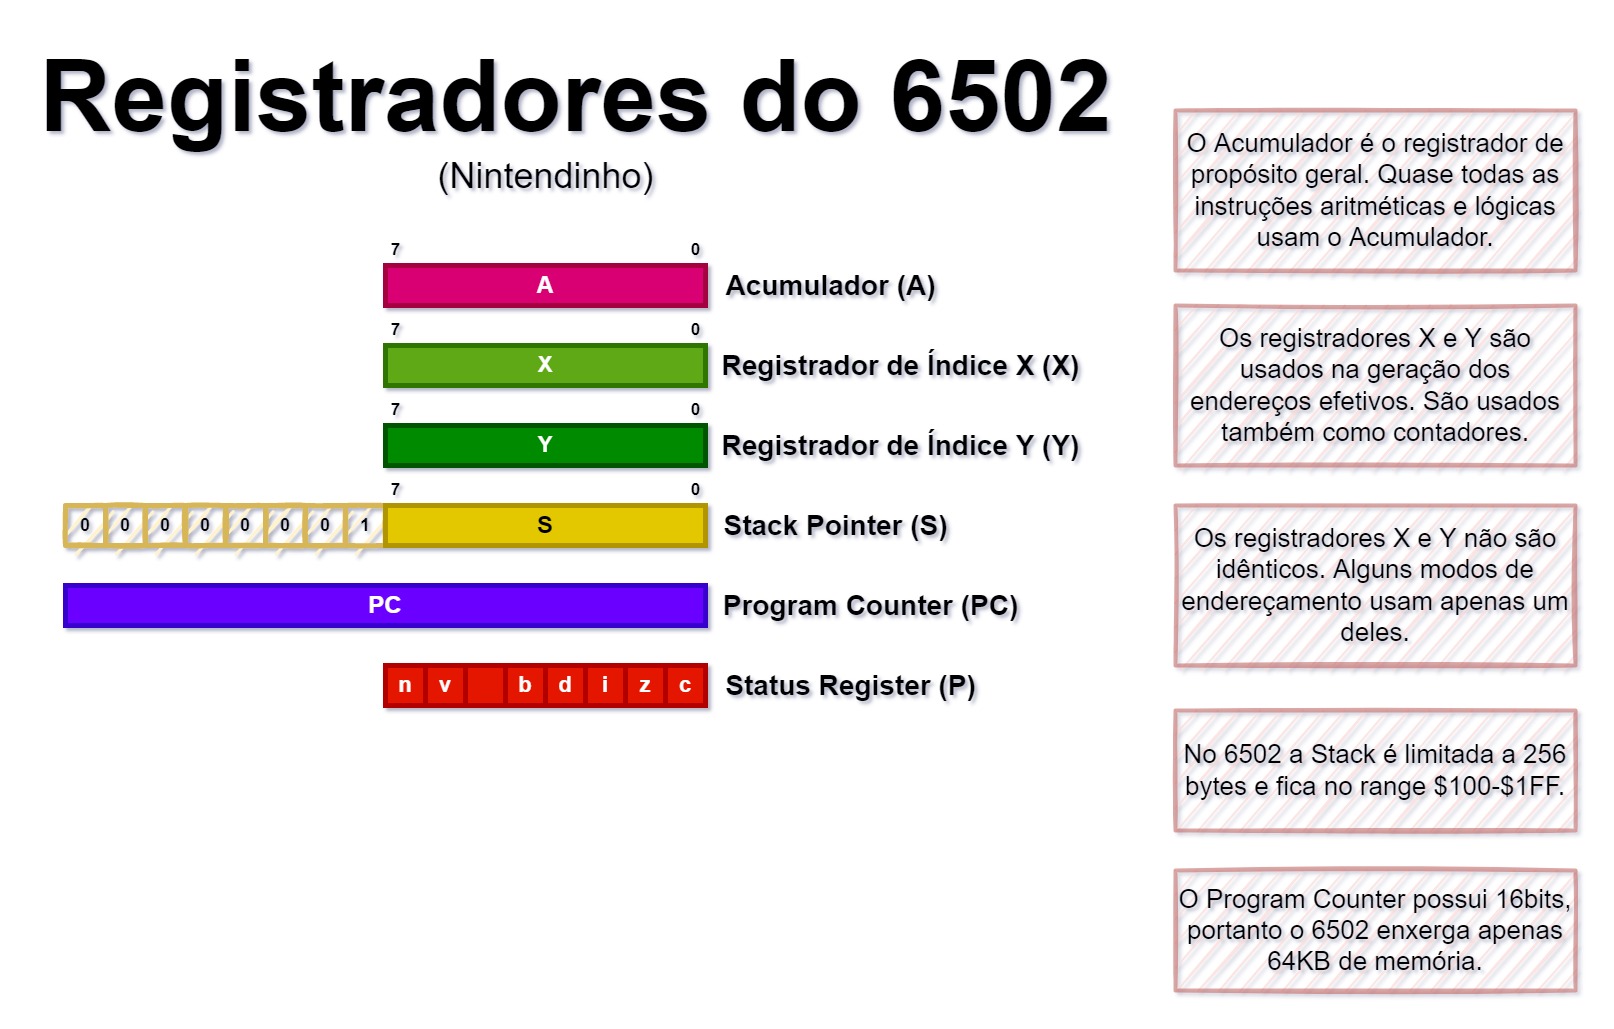 Registradores do 6502
(Nintendinho)
7 0
A Acumulador (A)
7 0
X Registrador de Índice X (X)
7 0
Y Registrador de Índice Y (Y)
7 0
0 0 0 0 0 0 0 1 S Stack Pointer (S)
PC Program Counter (PC)
n v b d i z c Status Register (P)
O Acumulador é o registrador de
propósito geral. Quase todas as
instruções aritméticas e lógicas
usam o Acumulador.
Os registradores X e Y são
usados na geração dos
endereços efetivos. São usados
também como contadores.
Os registradores X e Y não são
idênticos. Alguns modos de
endereçamento usam apenas um
deles.
No 6502 a Stack é limitada a 256
bytes e fica no range $100-$1FF.
O Program Counter possui 16bits,
portanto o 6502 enxerga apenas
64KB de memória.